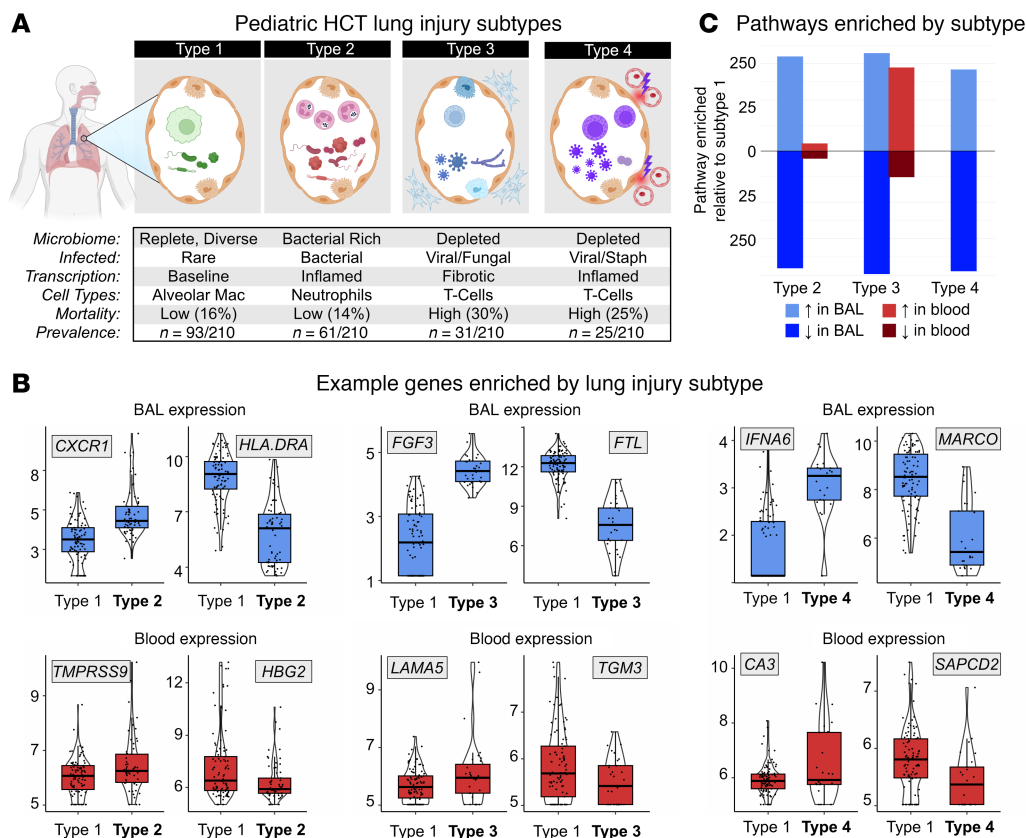 A
Pediatric HCT lung injury subtypes
Type 1 Type 2 Type 3 Type 4
Microbiome: Replete, Diverse Bacterial Rich Depleted Depleted
Infected: Rare Bacterial Viral/Fungal Viral/Staph
Transcription: Baseline Inflamed Fibrotic Inflamed
Cell Types: Alveolar Mac Neutrophils T-Cells T-Cells
Mortality: Low (16%) Low (14%) High (30%) High (25%)
Prevalence: n = 93/210 n = 61/210 n = 31/210 n = 25/210
C
Pathways enriched by subtype
Pathway enriched
relative to subtype 1
250
25
0
25
250
Type 2 Type 3 Type 4
↑ in BAL ↑ in blood
↓ in BAL ↓ in blood
B
Example genes enriched by lung injury subtype
BAL expression
CXCR1 HLA.DRA
8
5
3
10
7
4
Type 1 Type 2 Type 1 Type 2
BAL expression
FGF3 FTL
5
3
1
12
9
6
Type 1 Type 3 Type 1 Type 3
BAL expression
IFNA6 MARCO
4
3
2
10
8
6
Type 1 Type 4 Type 1 Type 4
Blood expression
TMPRSS9 HBG2
9
7
5
12
9
6
Type 1 Type 2 Type 1 Type 2
Blood expression
LAMA5 TGM3
9
7
5
7
6
5
Type 1 Type 3 Type 1 Type 3
Blood expression
CA3 SAPCD2
10
8
6
7
6
5
Type 1 Type 4 Type 1 Type 4